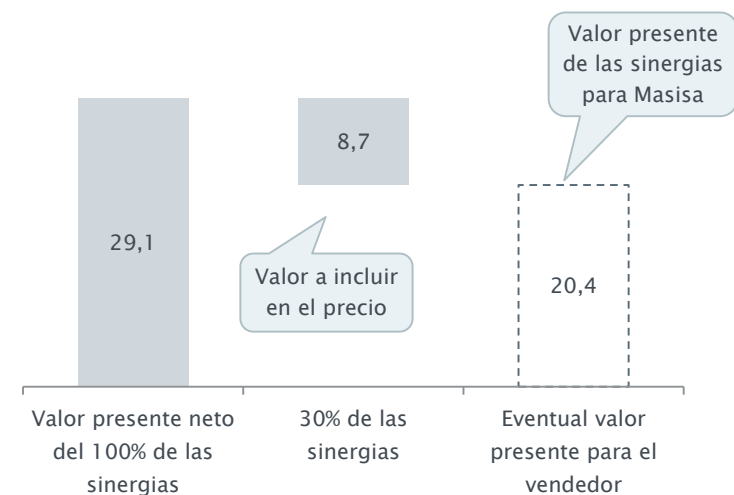 Valor presente
de las sinergias
para Masisa
8,7
29,1
Valor a incluir
en el precio
20,4
Valor presente neto
del 100% de las
sinergias
30% de las
sinergias
Eventual valor
presente para el
vendedor